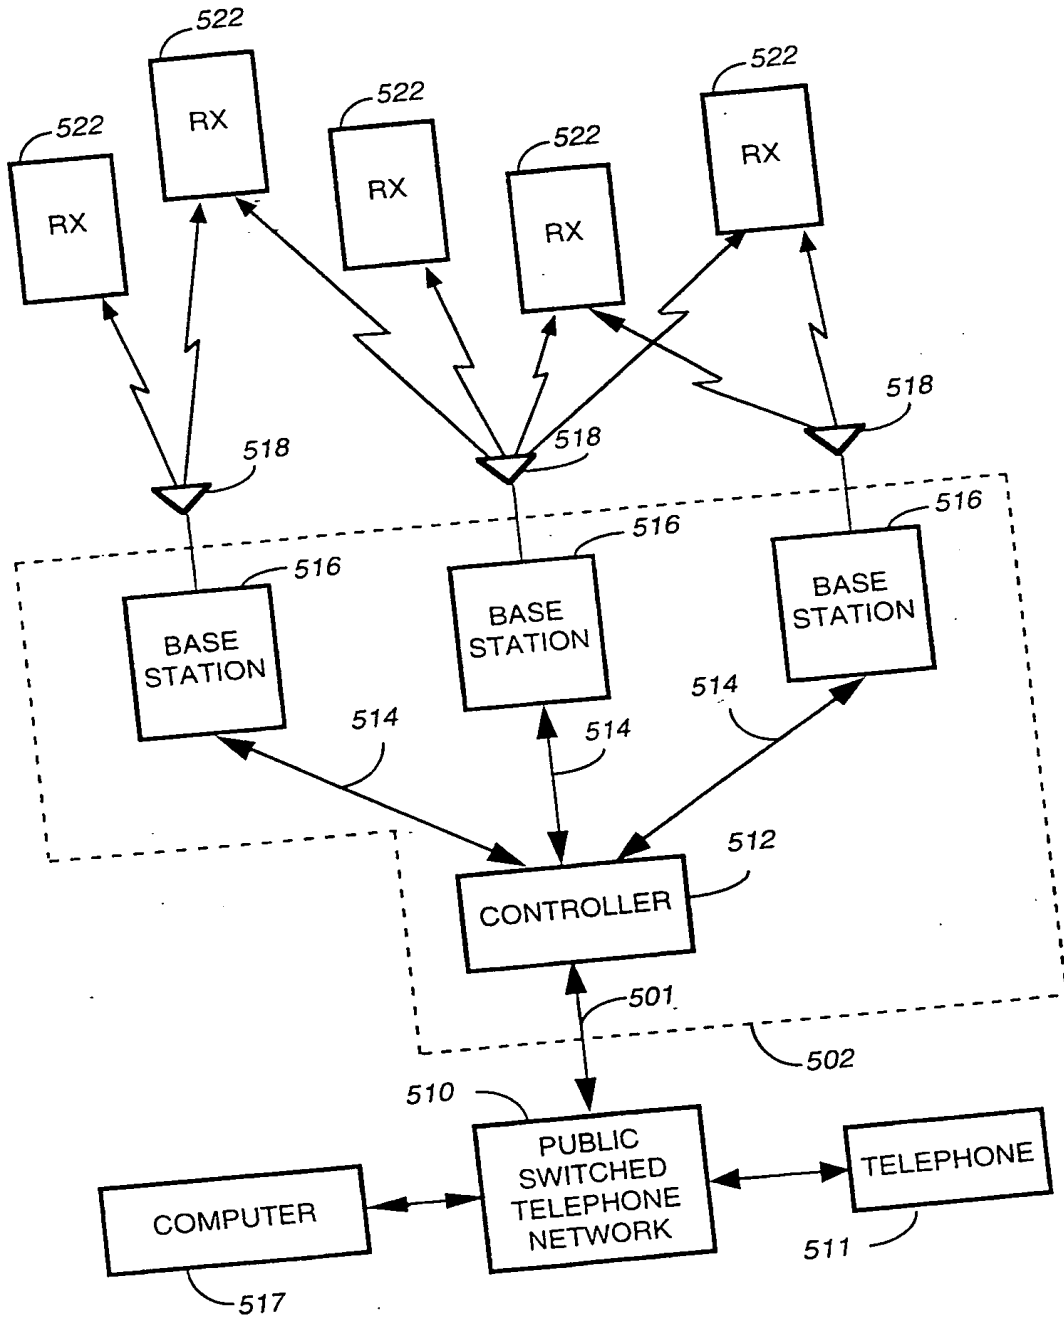 522
522
522
522
522
RX
RX
RX
RX
RX
518
518
518
516
516
516
BASE
STATION
BASE
STATION
BASE
STATION
514
514
514
512
CONTROLLER
501
502
510
PUBLIC
SWITCHED
TELEPHONE
NETWORK
TELEPHONE
511
COMPUTER
517